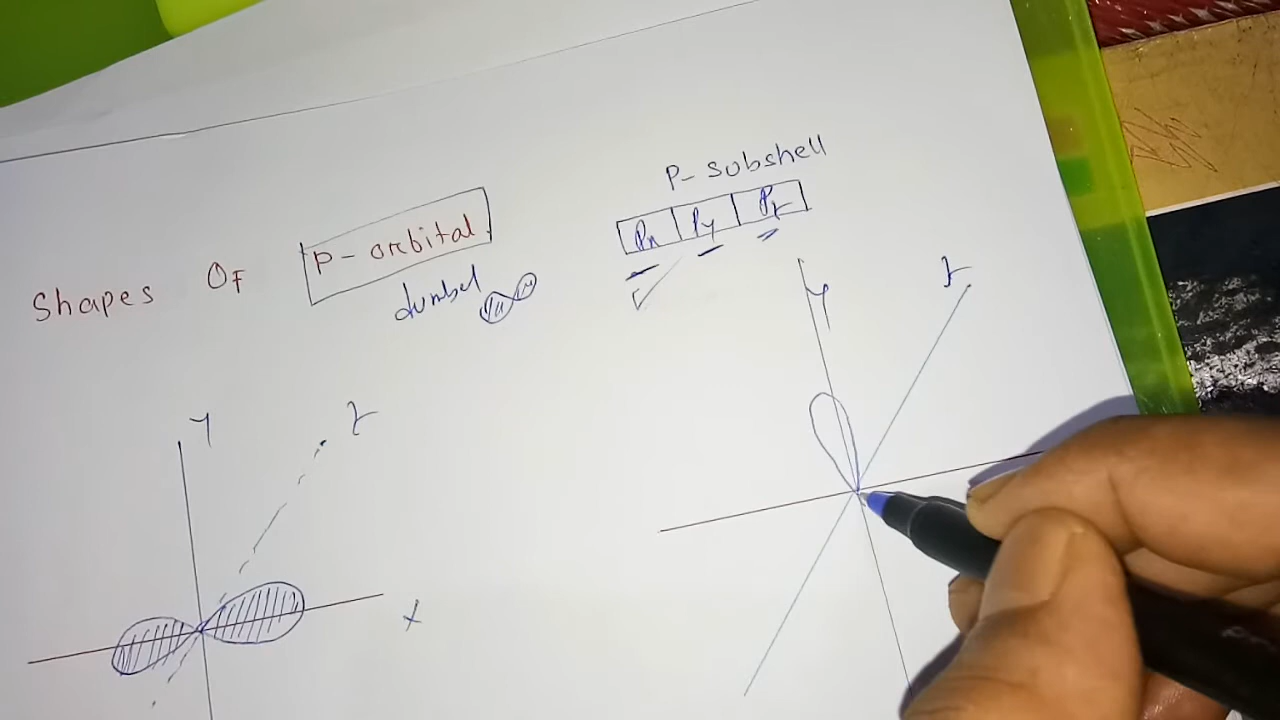 P- subshell
Px Py Pz
Shapes Of P- orbital.
dumbel
y z
y z
x